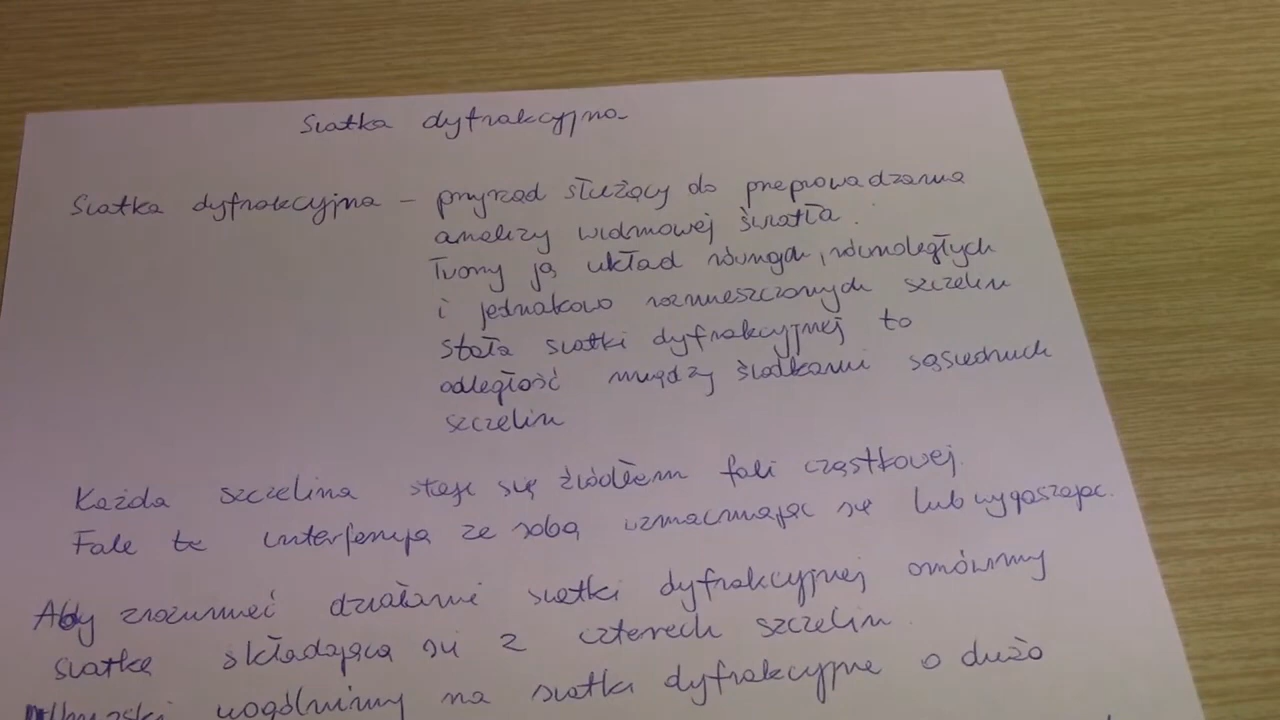 Siatka dyfrakcyjna
Siatka dyfrakcyjna - przyrząd służący do przeprowadzania
analizy widmowej światła.
Tworzy ją układ równych, równoległych
i jednakowo rozmieszczonych szczelin
stała siatki dyfrakcyjnej to
odległość między środkami sąsiednich
szczelin
Każda szczelina staje się źródłem fali cząstkowej.
Fale te interferują ze sobą wzmacniając się lub wygaszając.
Aby zrozumieć działanie siatki dyfrakcyjnej omówimy
siatkę składającą się z czterech szczelin.
uogólnimy na siatki dyfrakcyjne o dużo